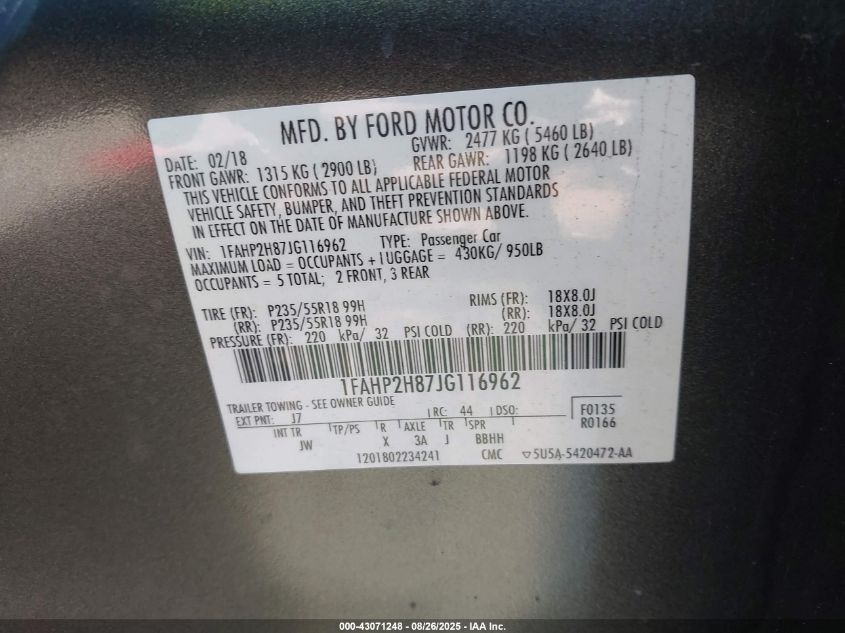 MFD. BY FORD MOTOR CO.
DATE: 02/18 GVWR: 2477 KG ( 5460 LB)
FRONT GAWR: 1315 KG ( 2900 LB) REAR GAWR: 1198 KG ( 2640 LB)
THIS VEHICLE CONFORMS TO ALL APPLICABLE FEDERAL MOTOR
VEHICLE SAFETY, BUMPER, AND THEFT PREVENTION STANDARDS
IN EFFECT ON THE DATE OF MANUFACTURE SHOWN ABOVE.
VIN: 1FAHP2H87JG116962 TYPE: Passenger Car
MAXIMUM LOAD = OCCUPANTS + LUGGAGE = 430KG/ 950LB
OCCUPANTS = 5 TOTAL; 2 FRONT, 3 REAR
TIRE (FR): P235/55R18 99H RIMS (FR): 18X8.0J
(RR): P235/55R18 99H (RR): 18X8.0J
PRESSURE (FR): 220 kPa/ 32 PSI COLD (RR): 220 kPa/ 32 PSI COLD
1FAHP2H87JG116962
TRAILER TOWING - SEE OWNER GUIDE
EXT PNT: J7 RC: 44 DSO: F0135
INT TR TP/PS R AXLE TR SPR R0166
JW X 3A J BBHH
1201802234241 CMC ▽5U5A-5420472-AA
000-43071248 - 08/26/2025 - IAA Inc.